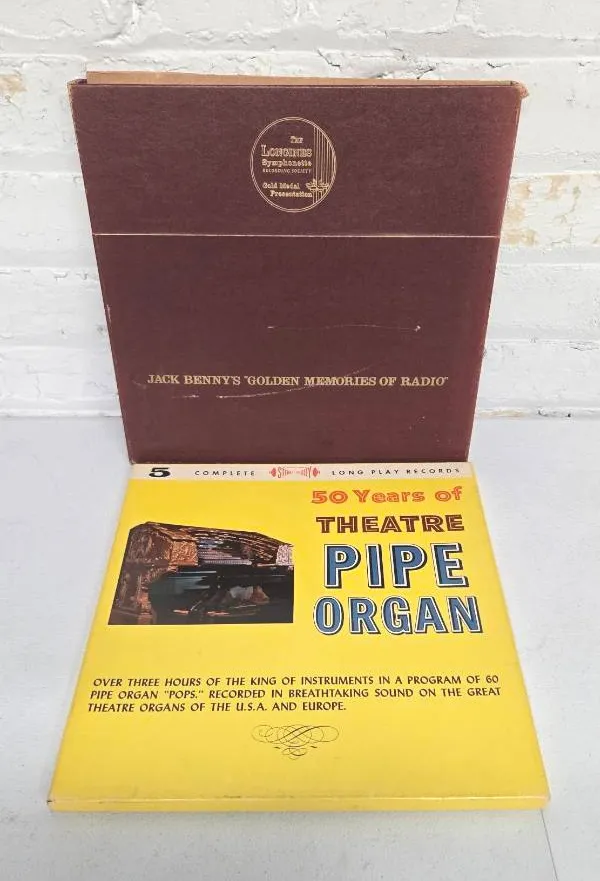 THE
LONGINES
Symphonette
RECORDING SOCIETY
Gold Medal
Presentation
JACK BENNY'S "GOLDEN MEMORIES OF RADIO"
5 COMPLETE LONG PLAY RECORDS
50 Years of
THEATRE
PIPE
ORGAN
OVER THREE HOURS OF THE KING OF INSTRUMENTS IN A PROGRAM OF 60
PIPE ORGAN "POPS." RECORDED IN BREATHTAKING SOUND ON THE GREAT
THEATRE ORGANS OF THE U.S.A. AND EUROPE.